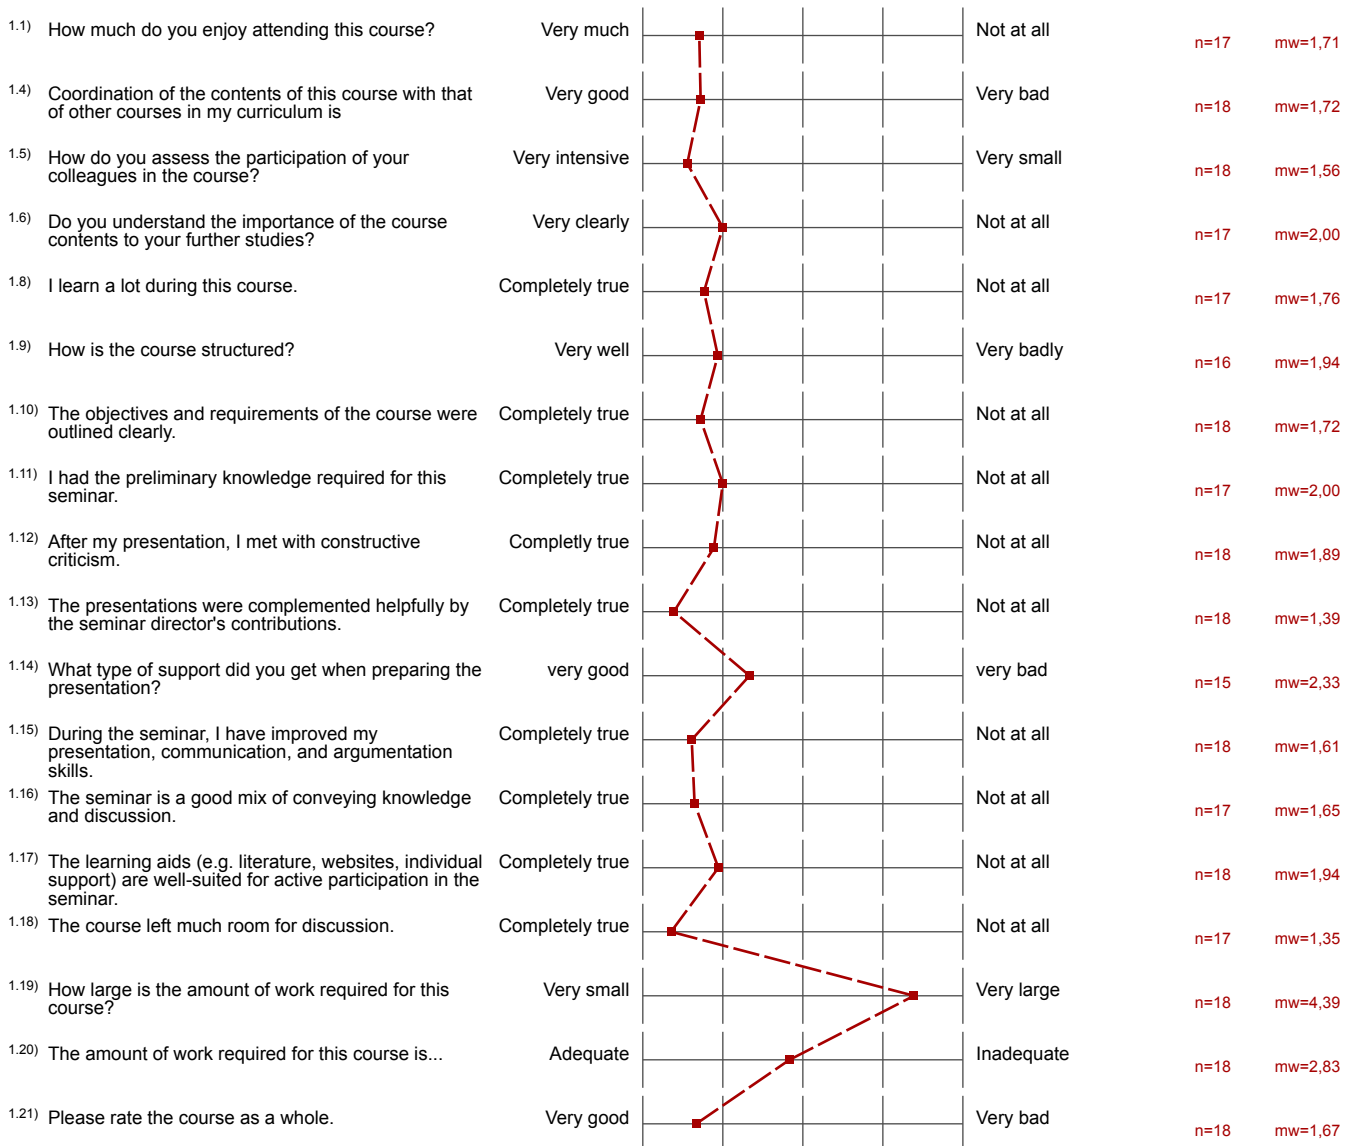 1.1) How much do you enjoy attending this course? Very much Not at all n=17 mw=1,71
1.4) Coordination of the contents of this course with that Very good Very bad n=18 mw=1,72
of other courses in my curriculum is
1.5) How do you assess the participation of your Very intensive Very small n=18 mw=1,56
colleagues in the course?
1.6) Do you understand the importance of the course Very clearly Not at all n=17 mw=2,00
contents to your further studies?
1.8) I learn a lot during this course. Completely true Not at all n=17 mw=1,76
1.9) How is the course structured? Very well Very badly n=16 mw=1,94
1.10) The objectives and requirements of the course were Completely true Not at all n=18 mw=1,72
outlined clearly.
1.11) I had the preliminary knowledge required for this Completely true Not at all n=17 mw=2,00
seminar.
1.12) After my presentation, I met with constructive Completly true Not at all n=18 mw=1,89
criticism.
1.13) The presentations were complemented helpfully by Completely true Not at all n=18 mw=1,39
the seminar director's contributions.
1.14) What type of support did you get when preparing the very good very bad n=15 mw=2,33
presentation?
1.15) During the seminar, I have improved my Completely true Not at all n=18 mw=1,61
presentation, communication, and argumentation
skills.
1.16) The seminar is a good mix of conveying knowledge Completely true Not at all n=17 mw=1,65
and discussion.
1.17) The learning aids (e.g. literature, websites, individual Completely true Not at all n=18 mw=1,94
support) are well-suited for active participation in the
seminar.
1.18) The course left much room for discussion. Completely true Not at all n=17 mw=1,35
1.19) How large is the amount of work required for this Very small Very large n=18 mw=4,39
course?
1.20) The amount of work required for this course is... Adequate Inadequate n=18 mw=2,83
1.21) Please rate the course as a whole. Very good Very bad n=18 mw=1,67